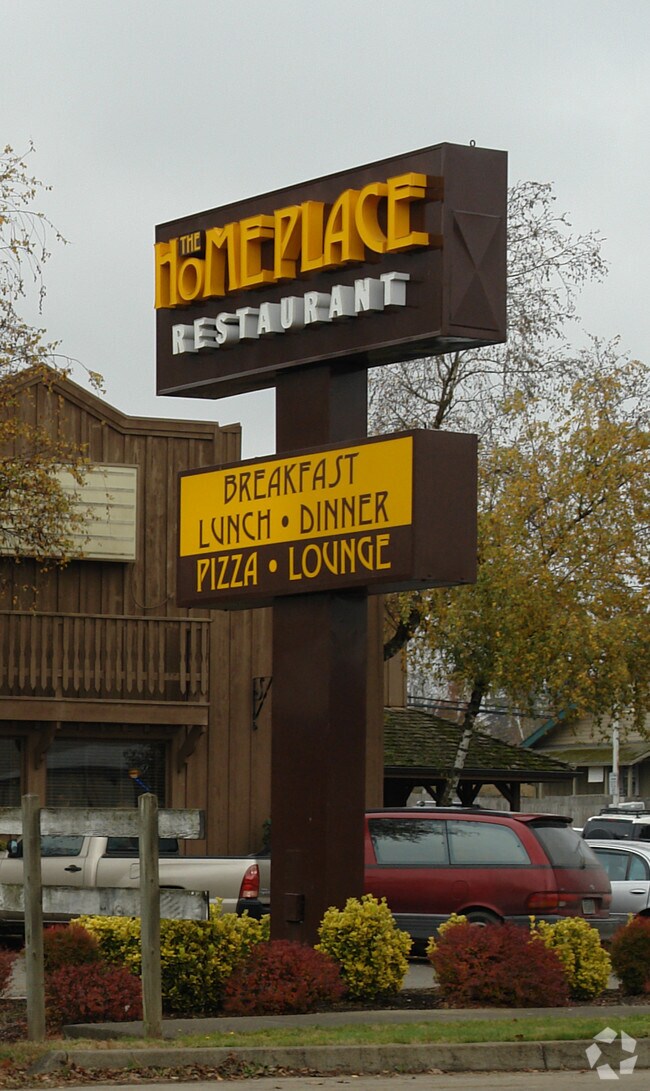 THE
HOMEPLACE
RESTAURANT
BREAKFAST
LUNCH • DINNER
PIZZA • LOUNGE